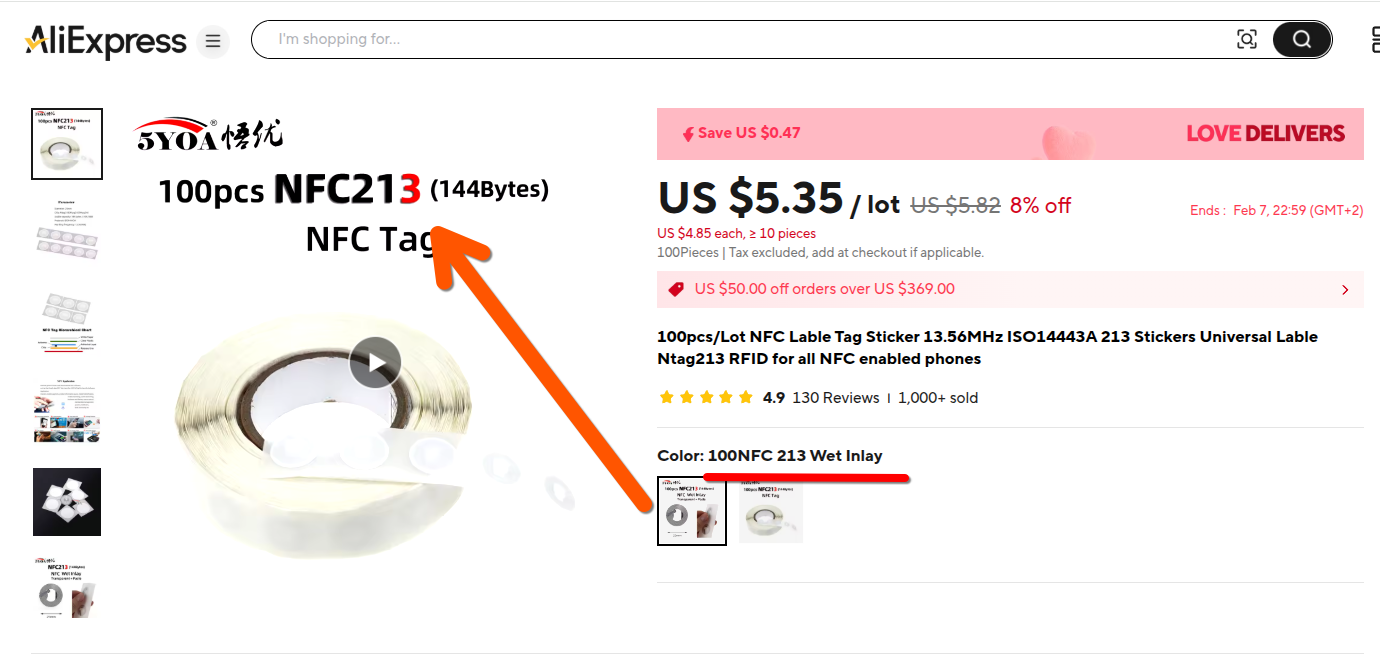 AliExpress
I'm shopping for...
5YOA® 悟优
100pcs NFC213 (144Bytes)
NFC Tag
Save US $0.47
LOVE DELIVERS
US $5.35 / lot US $5.82 8% off
Ends : Feb 7, 22:59 (GMT+2)
US $4.85 each, ≥ 10 pieces
100Pieces | Tax excluded, add at checkout if applicable.
US $50.00 off orders over US $369.00
100pcs/Lot NFC Lable Tag Sticker 13.56MHz ISO14443A 213 Stickers Universal Lable
Ntag213 RFID for all NFC enabled phones
4.9 130 Reviews | 1,000+ sold
Color: 100NFC 213 Wet Inlay